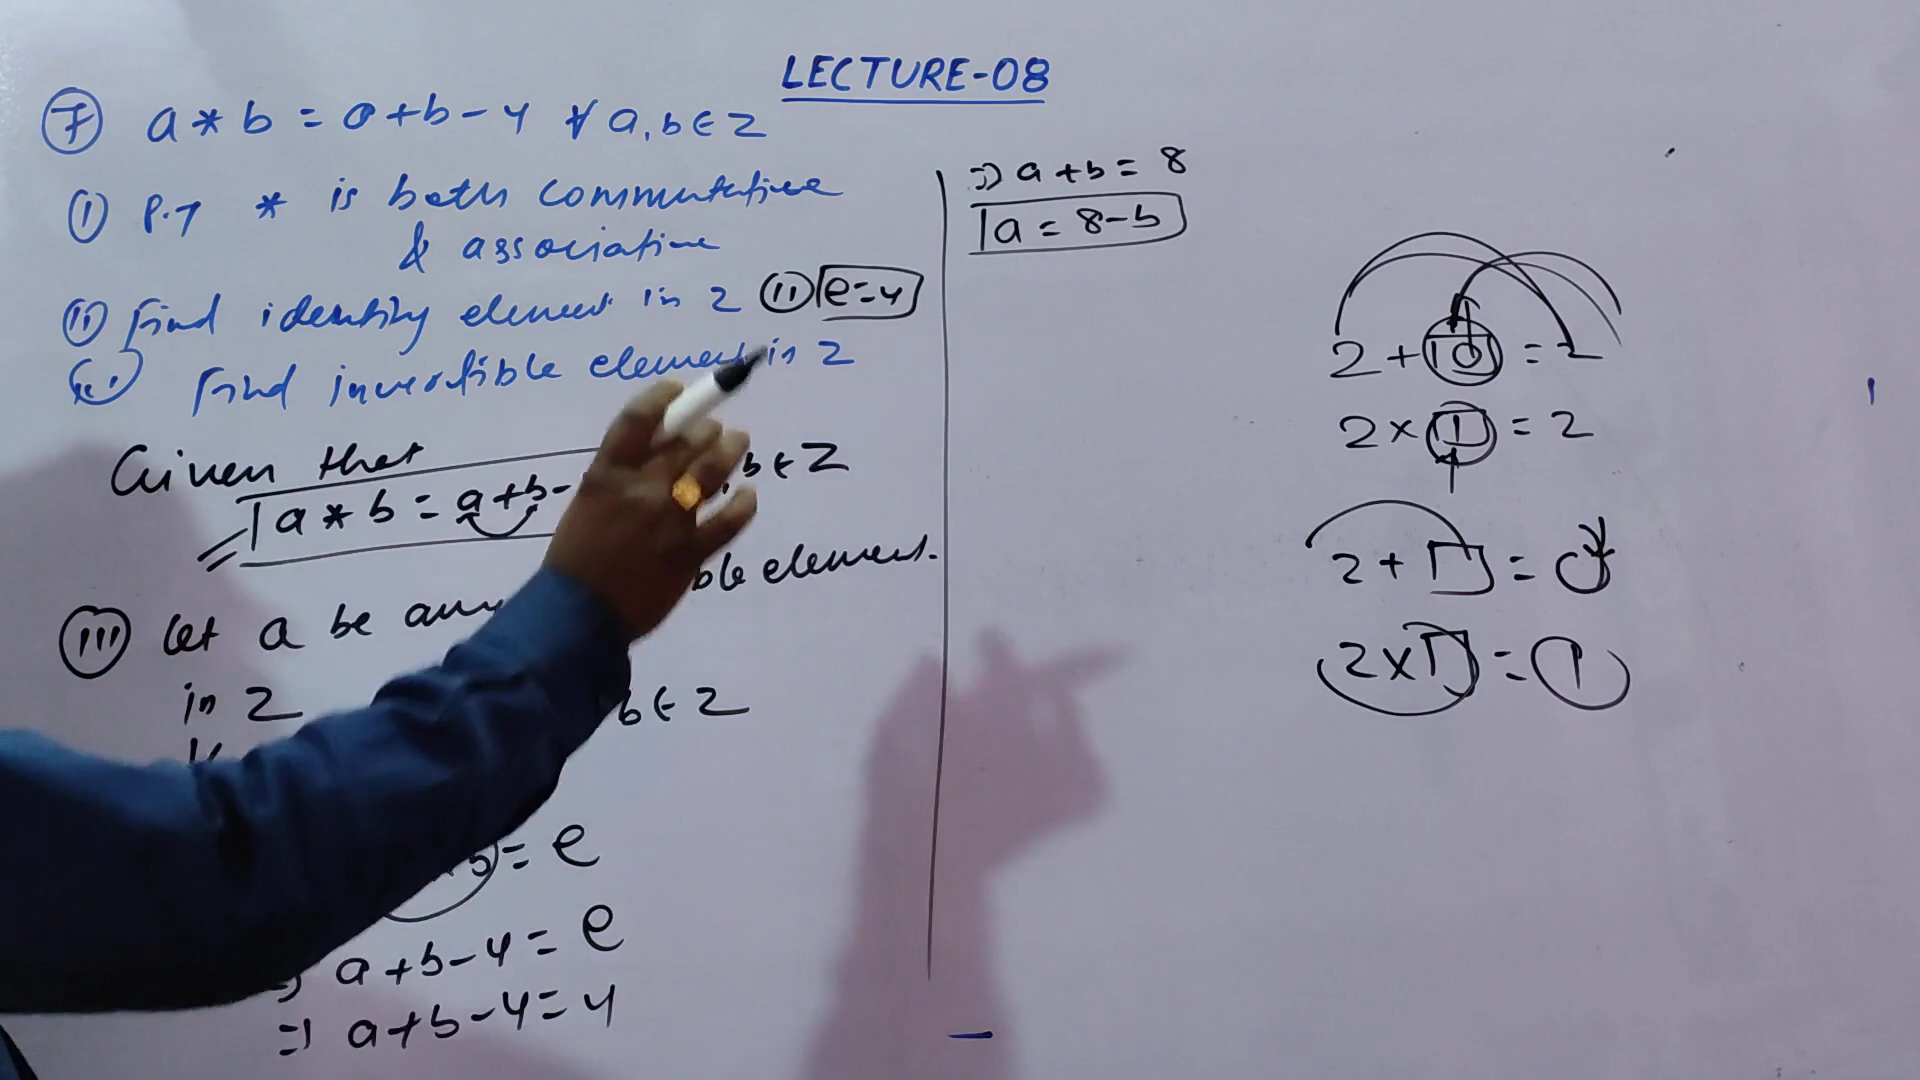 LECTURE-08
(7) a * b = a+b-4 ∀ a,b ∈ Z
(i) P.T * is both commutative
& associative
(ii) Find identity element in Z (ii) e=4
(iii) Find invertible element in Z
Given that
a * b = a+b- b ∈ Z
(III) Let a be any ble element.
in Z b ∈ Z
= e
⇒ a+b-4 = e
⇒ a+b-4=4
⇒ a+b = 8
a = 8-b
2 + 0 = 2
2 × 1 = 2
2 + □ = 0
2×□ = 1